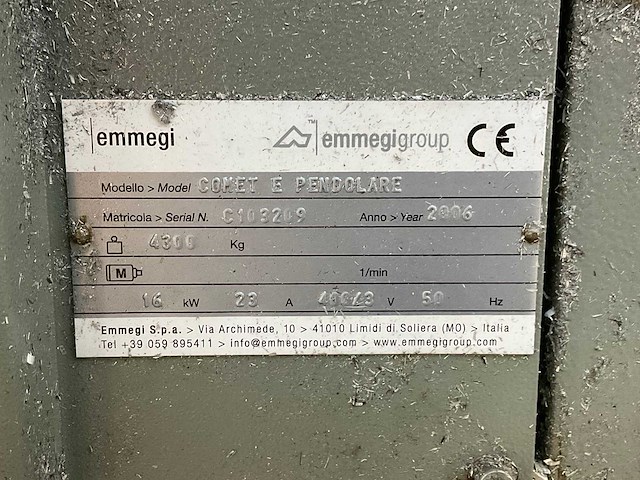 emmegi ™ emmegigroup CE
Modello > Model COMET E PENDOLARE
Matricola > Serial N. C103209 Anno > Year 2006
4300 Kg
M 1/min
16 kW 23 A V 50 Hz
Emmegi S.p.a. > Via Archimede, 10 > 41010 Limidi di Soliera (MO) > Italia
Tel +39 059 895411 > info@emmegigroup.com > www.emmegigroup.com